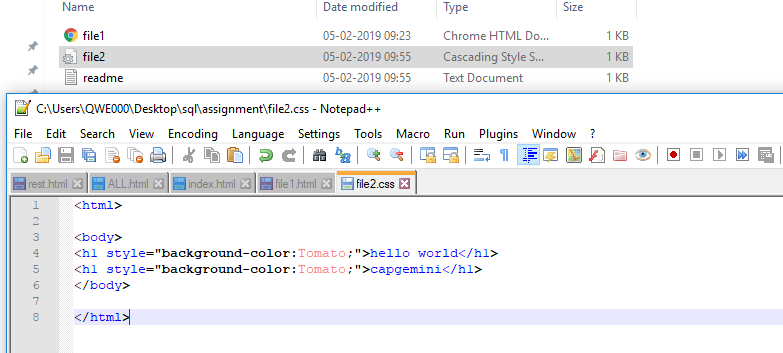 Name Date modified Type Size
file1 05-02-2019 09:23 Chrome HTML Do... 1 KB
file2 05-02-2019 09:55 Cascading Style S... 1 KB
readme 05-02-2019 09:55 Text Document 1 KB
C:\Users\QWE000\Desktop\sql\assignment\file2.css - Notepad++
File Edit Search View Encoding Language Settings Tools Macro Run Plugins Window ?
rest.html ALL.html index.html file1.html file2.css
1 <html>
2
3 <body>
4 <h1 style="background-color:Tomato;">hello world</h1>
5 <h1 style="background-color:Tomato;">capgemini</h1>
6 </body>
7
8 </html>